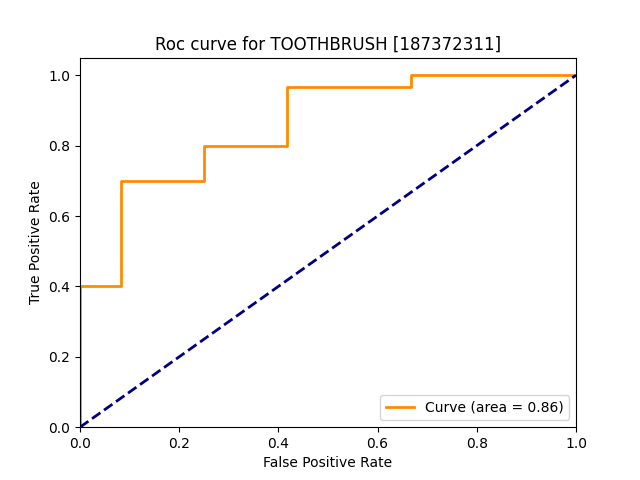 Roc curve for TOOTHBRUSH [187372311]
True Positive Rate
1.0
0.8
0.6
0.4
0.2
0.0
Curve (area = 0.86)
0.0 0.2 0.4 0.6 0.8 1.0
False Positive Rate